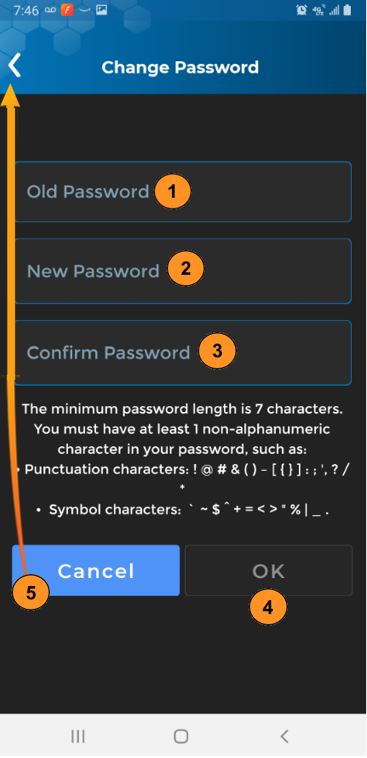 7:46
4G
Change Password
Old Password 1
New Password 2
Confirm Password 3
The minimum password length is 7 characters.
You must have at least 1 non-alphanumeric
character in your password, such as:
• Punctuation characters: ! @ # & ( ) – [ { } ] : ; ', ? /
*
• Symbol characters: ` ~ $ ^ + = < > " % | _ .
Cancel OK
5 4